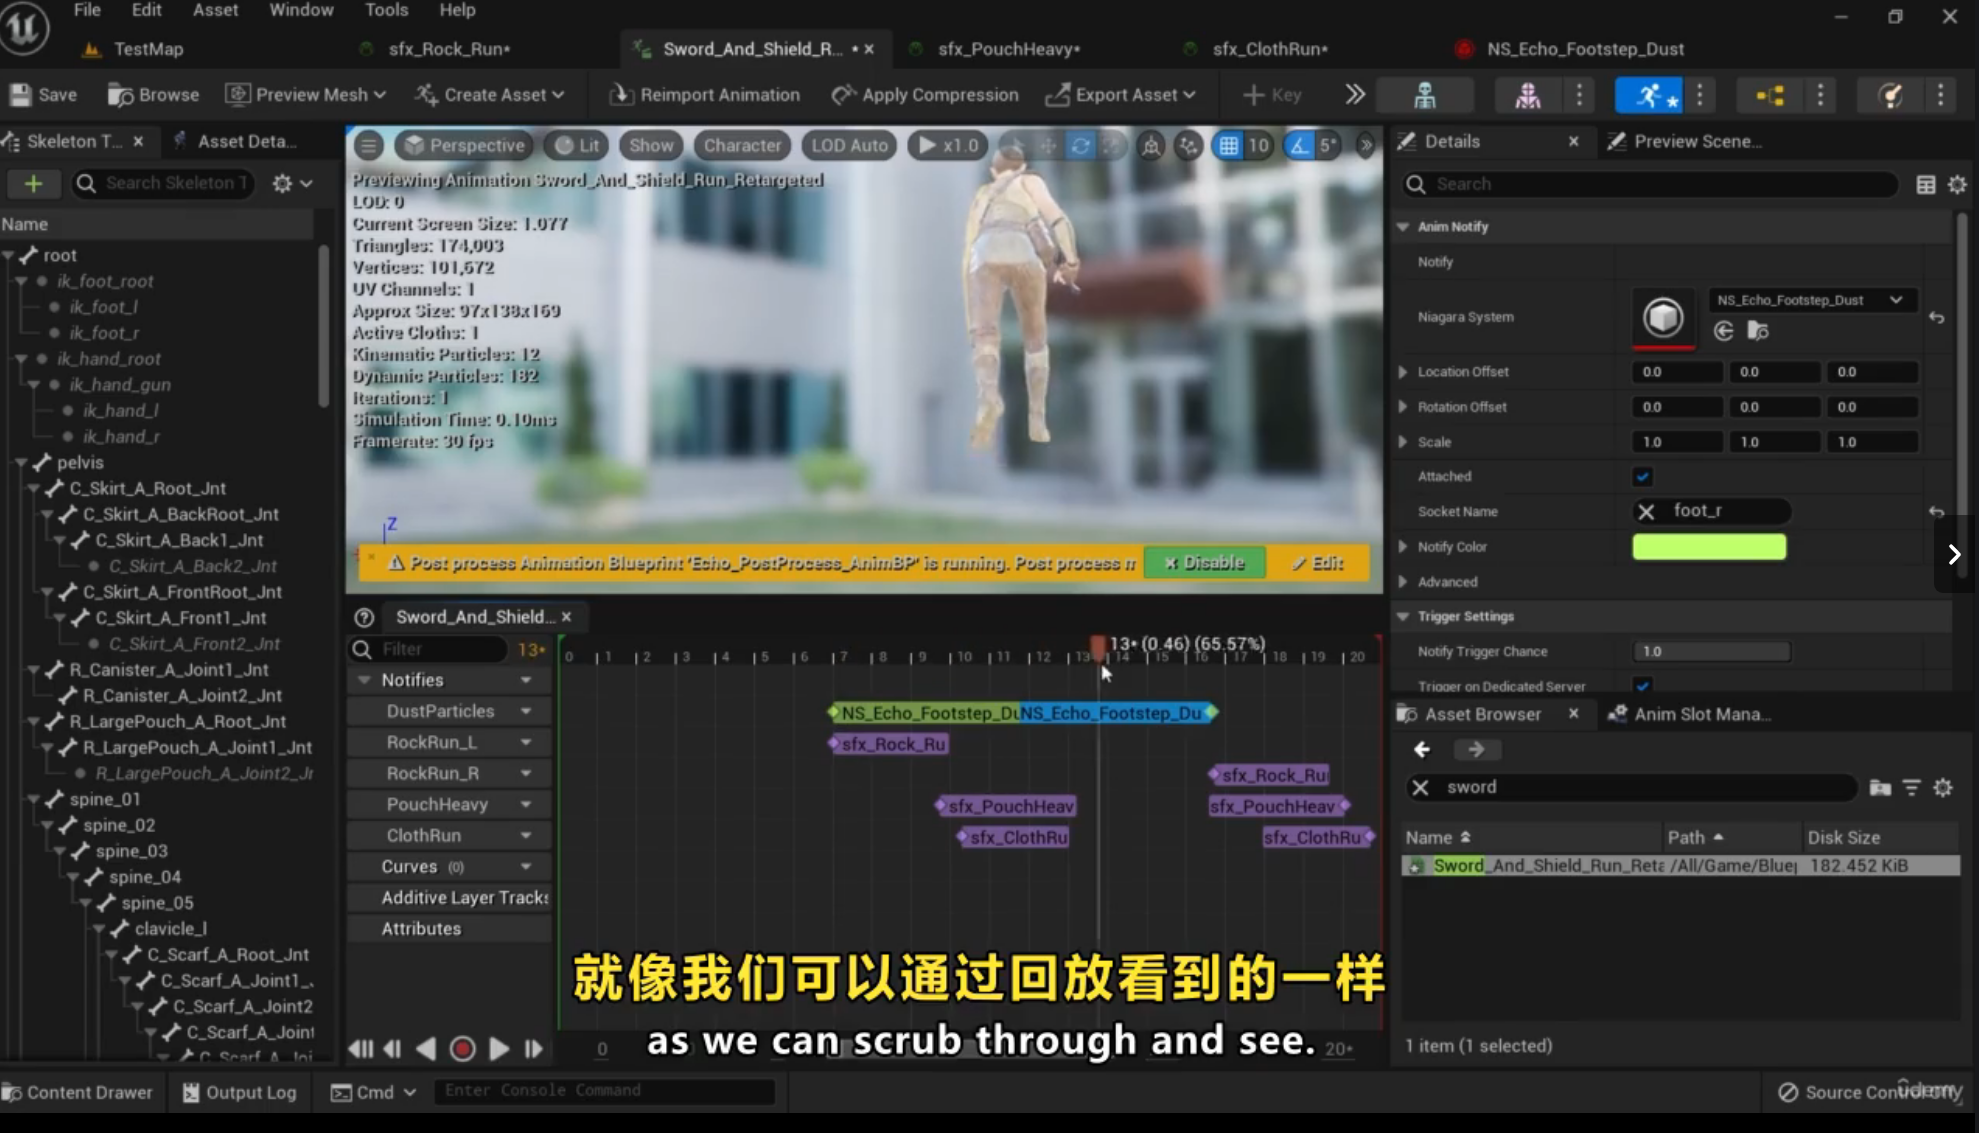 File Edit Asset Window Tools Help
TestMap sfx_Rock_Run* Sword_And_Shield_R... * sfx_PouchHeavy* sfx_ClothRun* NS_Echo_Footstep_Dust
Save Browse Preview Mesh Create Asset Reimport Animation Apply Compression Export Asset Key
Skeleton T... Asset Deta...
Search Skeleton T
Name
root
ik_foot_root
ik_foot_l
ik_foot_r
ik_hand_root
ik_hand_gun
ik_hand_l
ik_hand_r
pelvis
C_Skirt_A_Root_Jnt
C_Skirt_A_BackRoot_Jnt
C_Skirt_A_Back1_Jnt
C_Skirt_A_Back2_Jnt
C_Skirt_A_FrontRoot_Jnt
C_Skirt_A_Front1_Jnt
C_Skirt_A_Front2_Jnt
R_Canister_A_Joint1_Jnt
R_Canister_A_Joint2_Jnt
R_LargePouch_A_Root_Jnt
R_LargePouch_A_Joint1_Jnt
R_LargePouch_A_Joint2_Jr
spine_01
spine_02
spine_03
spine_04
spine_05
clavicle_l
C_Scarf_A_Root_Jnt
C_Scarf_A_Joint1_
C_Scarf_A_Joint2
C_Scarf_A_Joint
Perspective Lit Show Character LOD Auto x1.0 10 5°
Previewing Animation Sword_And_Shield_Run_Retargeted
LOD: 0
Current Screen Size: 1.077
Triangles: 174,003
Vertices: 101,672
UV Channels: 1
Approx Size: 97x138x169
Active Cloths: 1
Kinematic Particles: 12
Dynamic Particles: 182
Iterations: 1
Simulation Time: 0.10ms
Framerate: 30 fps
Z
Post process Animation Blueprint 'Echo_PostProcess_AnimBP' is running. Post process Disable Edit
Sword_And_Shield...
Filter 13*
13* (0.46) (65.57%)
0 1 2 3 4 5 6 7 8 9 10 11 12 13 14 15 16 17 18 19 20
Notifies
DustParticles NS_Echo_Footstep_Du NS_Echo_Footstep_Du
RockRun_L sfx_Rock_Ru
RockRun_R sfx_Rock_Ru
PouchHeavy sfx_PouchHeav sfx_PouchHeav
ClothRun sfx_ClothRu sfx_ClothRu
Curves (0)
Additive Layer Tracks
Attributes
就像我们可以通过回放看到的一样
as we can scrub through and see.
0 20*
Details Preview Scene...
Search
Anim Notify
Notify
Niagara System NS_Echo_Footstep_Dust
Location Offset 0.0 0.0 0.0
Rotation Offset 0.0 0.0 0.0
Scale 1.0 1.0 1.0
Attached
Socket Name foot_r
Notify Color
Advanced
Trigger Settings
Notify Trigger Chance 1.0
Trigger on Dedicated Server
Asset Browser Anim Slot Mana...
sword
Name Path Disk Size
Sword_And_Shield_Run_Reta /All/Game/Bluep 182.452 KiB
1 item (1 selected)
Content Drawer Output Log Cmd Enter Console Command Source Control Off
udemy